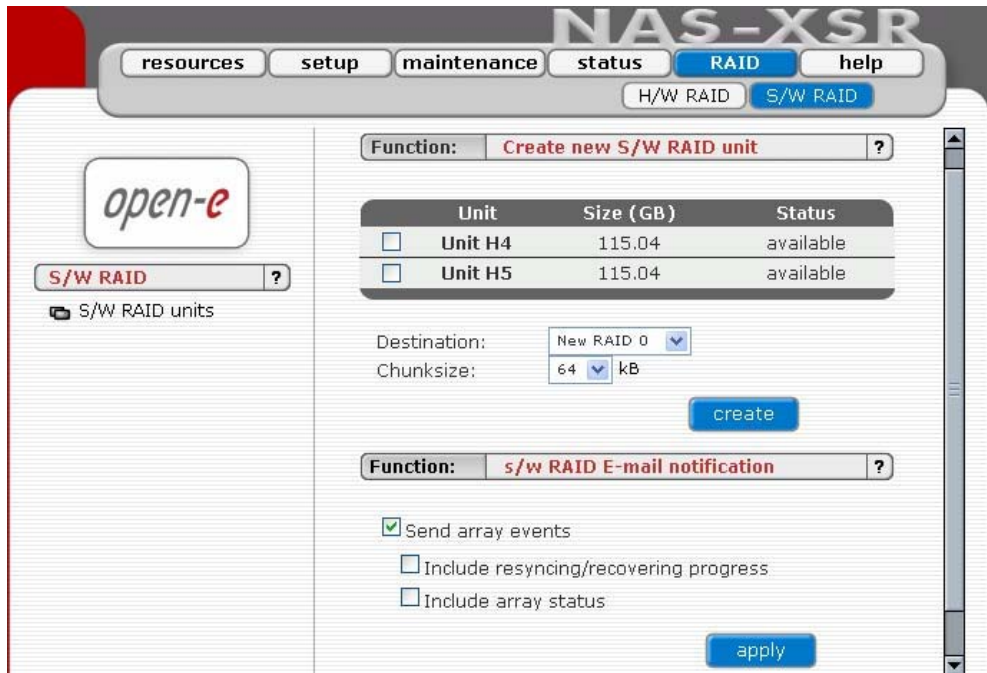 NAS-XSR
resources setup maintenance status RAID help
H/W RAID S/W RAID
open-e
S/W RAID ?
S/W RAID units
Function: Create new S/W RAID unit ?
Unit Size (GB) Status
Unit H4 115.04 available
Unit H5 115.04 available
Destination: New RAID 0
Chunksize: 64 kB
create
Function: s/w RAID E-mail notification ?
Send array events
Include resyncing/recovering progress
Include array status
apply